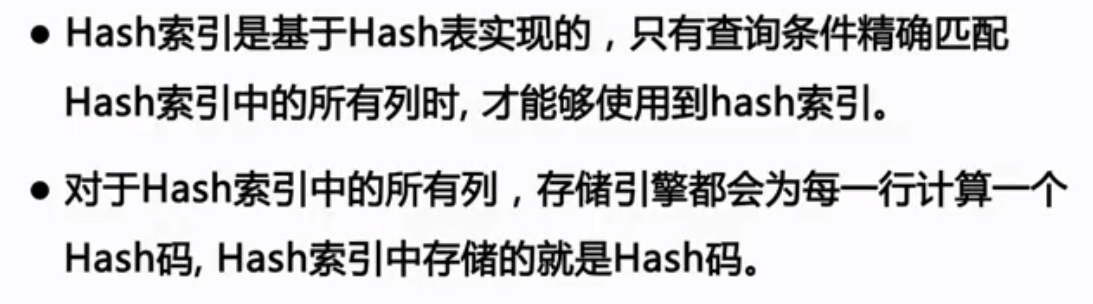 ● Hash索引是基于Hash表实现的，只有查询条件精确匹配
Hash索引中的所有列时, 才能够使用到hash索引。
● 对于Hash索引中的所有列，存储引擎都会为每一行计算一个
Hash码, Hash索引中存储的就是Hash码。